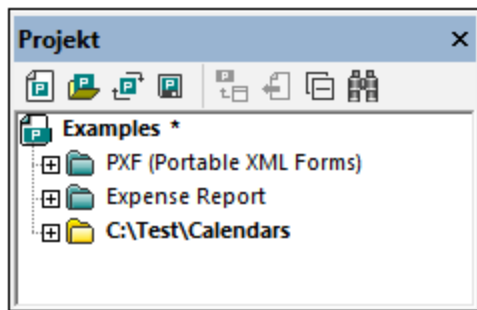 Projekt
Examples *
PXF (Portable XML Forms)
Expense Report
C:\Test\Calendars